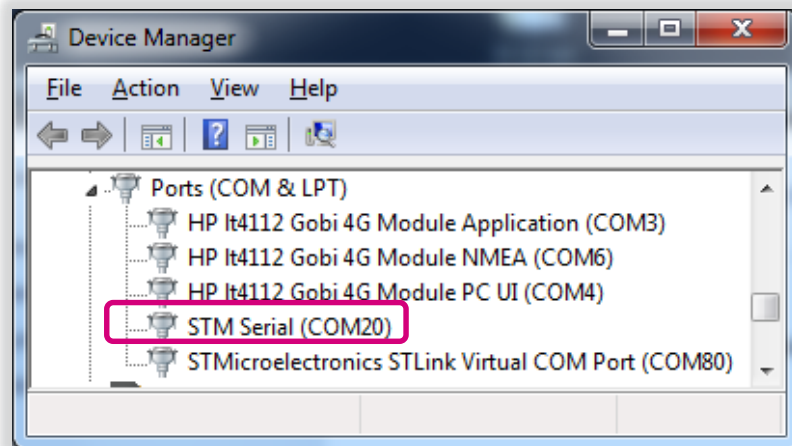 Device Manager
File Action View Help
Ports (COM & LPT)
HP lt4112 Gobi 4G Module Application (COM3)
HP lt4112 Gobi 4G Module NMEA (COM6)
HP lt4112 Gobi 4G Module PC UI (COM4)
STM Serial (COM20)
STMicroelectronics STLink Virtual COM Port (COM80)